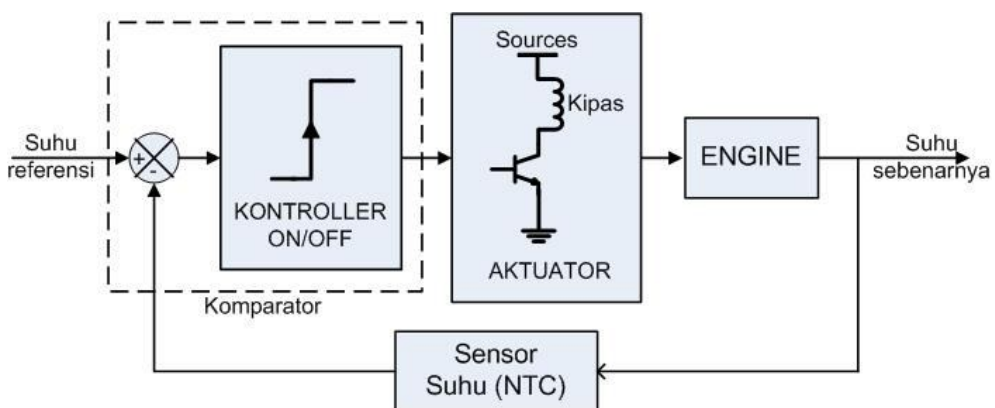 Suhu
referensi
+
-
KONTROLLER
ON/OFF
Komparator
Sources
Kipas
AKTUATOR
ENGINE
Suhu
sebenarnya
Sensor
Suhu (NTC)